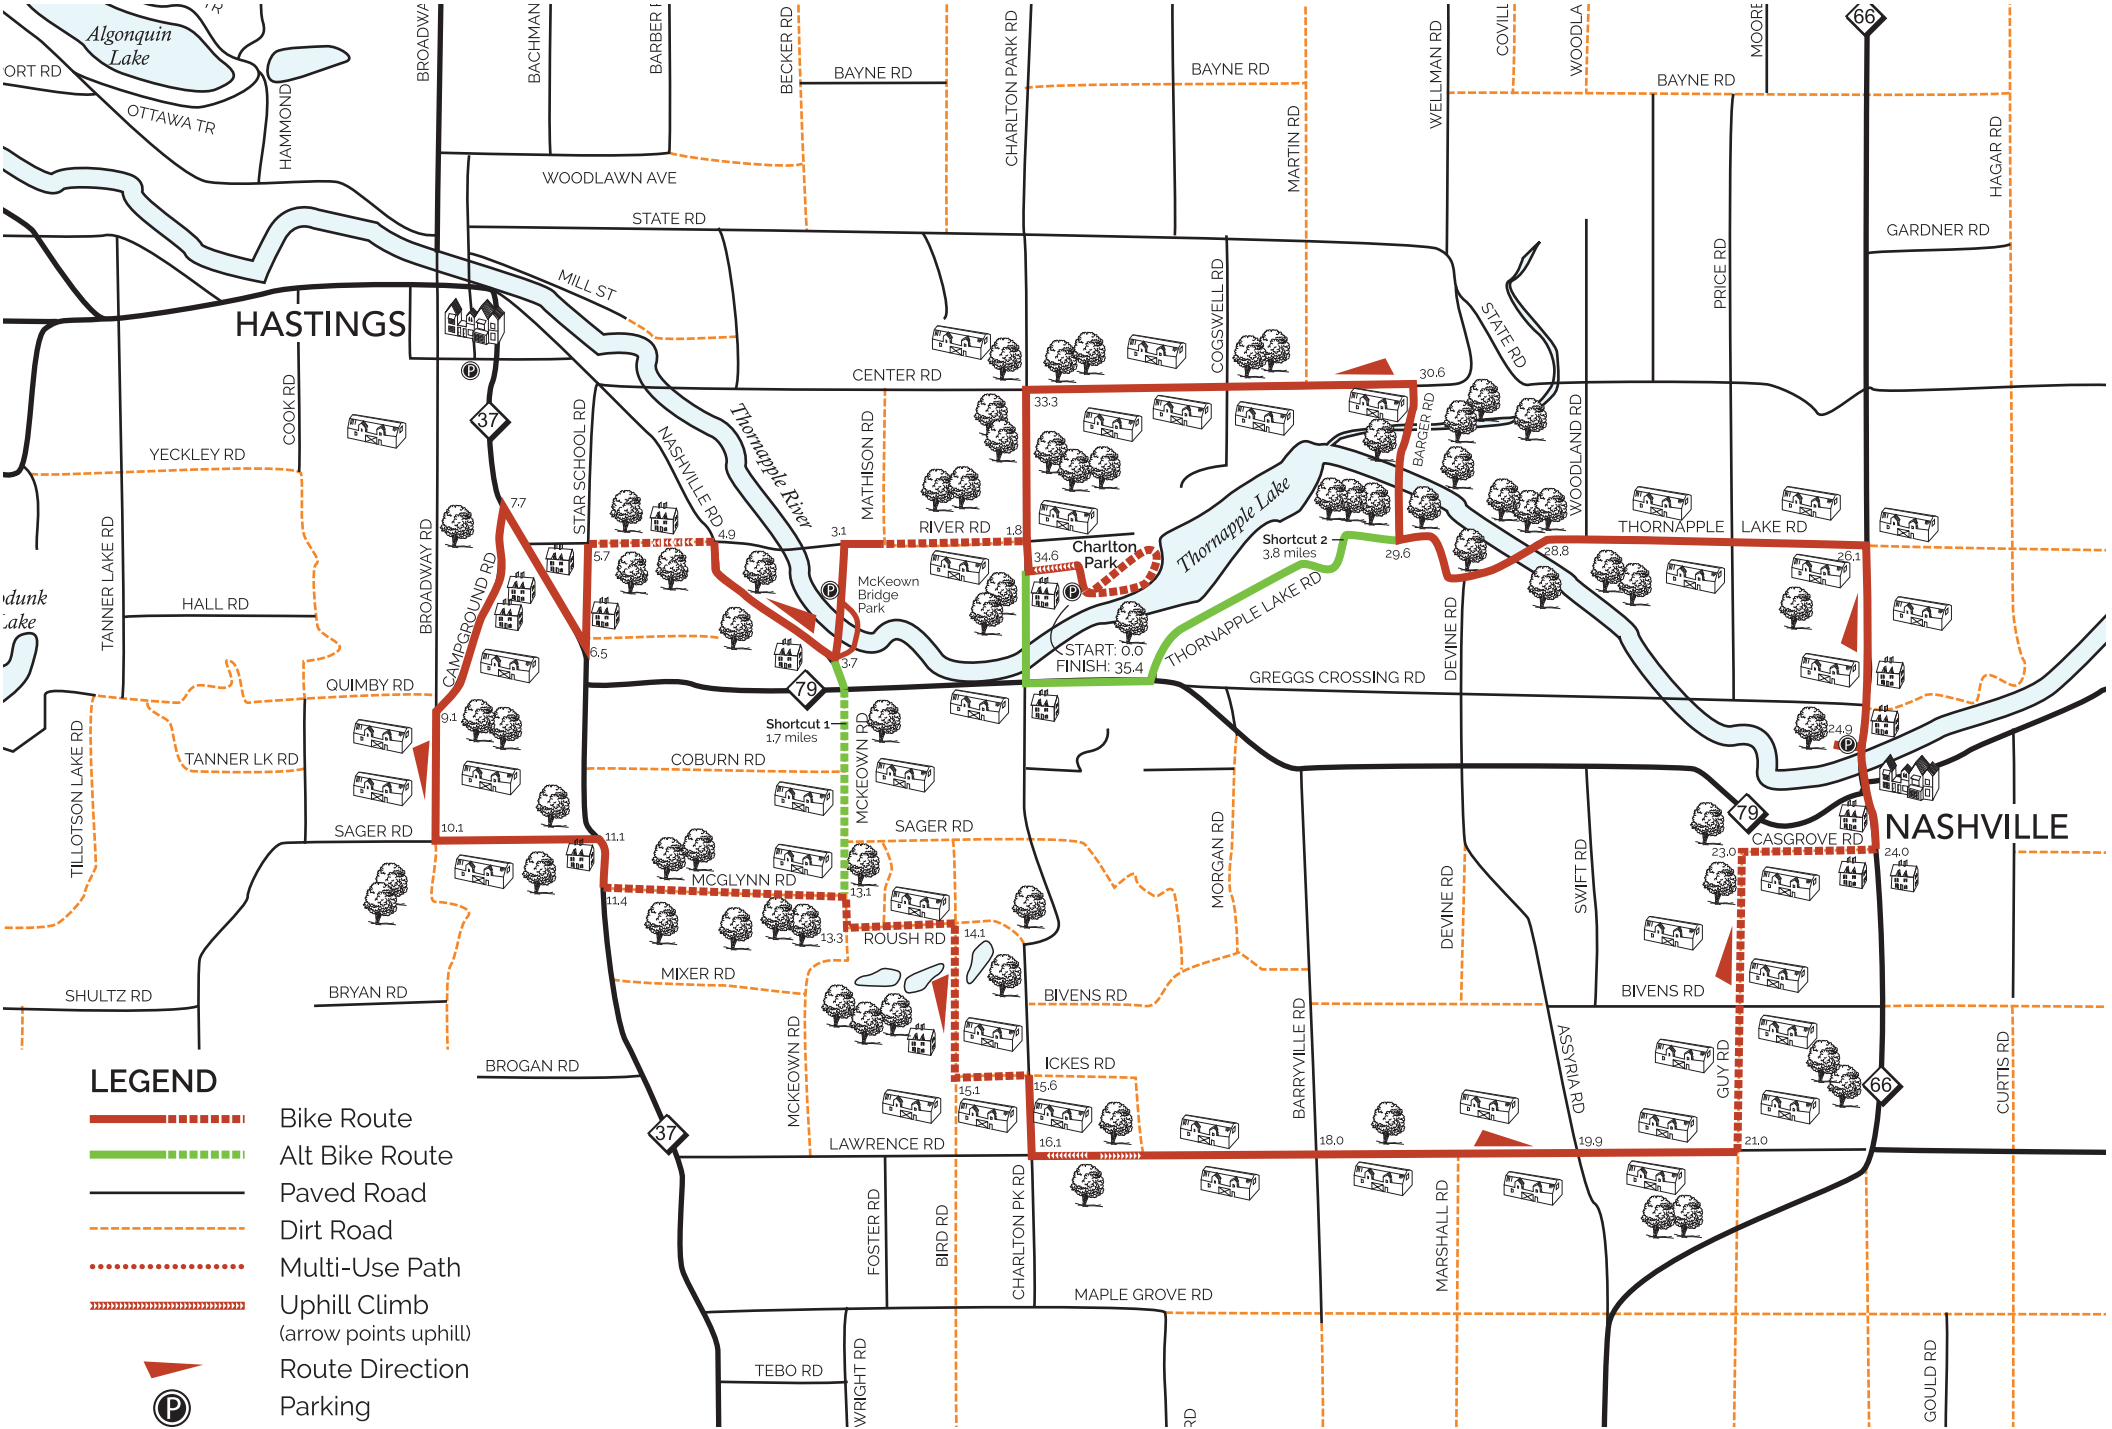 Algonquin
Lake
TR
ORT RD
OTTAWA TR
HAMMOND
BROADWA
BACHMAN
BARBER
BECKER RD
BAYNE RD
CHARLTON PARK RD
BAYNE RD
MARTIN RD
WELLMAN RD
COVILL
WOODLA
MOORE
BAYNE RD
66
HAGAR RD
WOODLAWN AVE
STATE RD
GARDNER RD
MILL ST
COGSWELL RD
STATE RD
PRICE RD
HASTINGS
P
37
COOK RD
CENTER RD
30.6
33.3
BARGER RD
WOODLAND RD
YECKLEY RD
STAR SCHOOL RD
NASHVILLE RD
Thornapple River
MATHISON RD
Thornapple Lake
7.7
4.9
3.1
RIVER RD
1.8
THORNAPPLE LAKE RD
TANNER LAKE RD
BROADWAY RD
CAMPGROUND RD
5.7
34.6
Charlton
Park
P
Shortcut 2
3.8 miles
29.6
28.8
26.1
dunk
Lake
HALL RD
P
McKeown
Bridge
Park
THORNAPPLE LAKE RD
DEVINE RD
6.5
3.7
START: 0.0
FINISH: 35.4
QUIMBY RD
79
GREGGS CROSSING RD
9.1
Shortcut 1
1.7 miles
MCKEOWN RD
24.9
P
TILLOTSON LAKE RD
TANNER LK RD
COBURN RD
MORGAN RD
79
NASHVILLE
SAGER RD
10.1
11.1
SAGER RD
CASGROVE RD
23.0
24.0
MCGLYNN RD
11.4
13.1
DEVINE RD
SWIFT RD
13.3
ROUSH RD
14.1
MIXER RD
SHULTZ RD
BRYAN RD
BIVENS RD
BIVENS RD
BROGAN RD
MCKEOWN RD
ICKES RD
BARRYVILLE RD
ASSYRIA RD
GUY RD
66
CURTIS RD
15.1
15.6
37
LAWRENCE RD
16.1
18.0
19.9
21.0
FOSTER RD
BIRD RD
CHARLTON PK RD
MARSHALL RD
MAPLE GROVE RD
TEBO RD
WRIGHT RD
RD
GOULD RD
LEGEND
Bike Route
Alt Bike Route
Paved Road
Dirt Road
Multi-Use Path
Uphill Climb
(arrow points uphill)
Route Direction
P
Parking